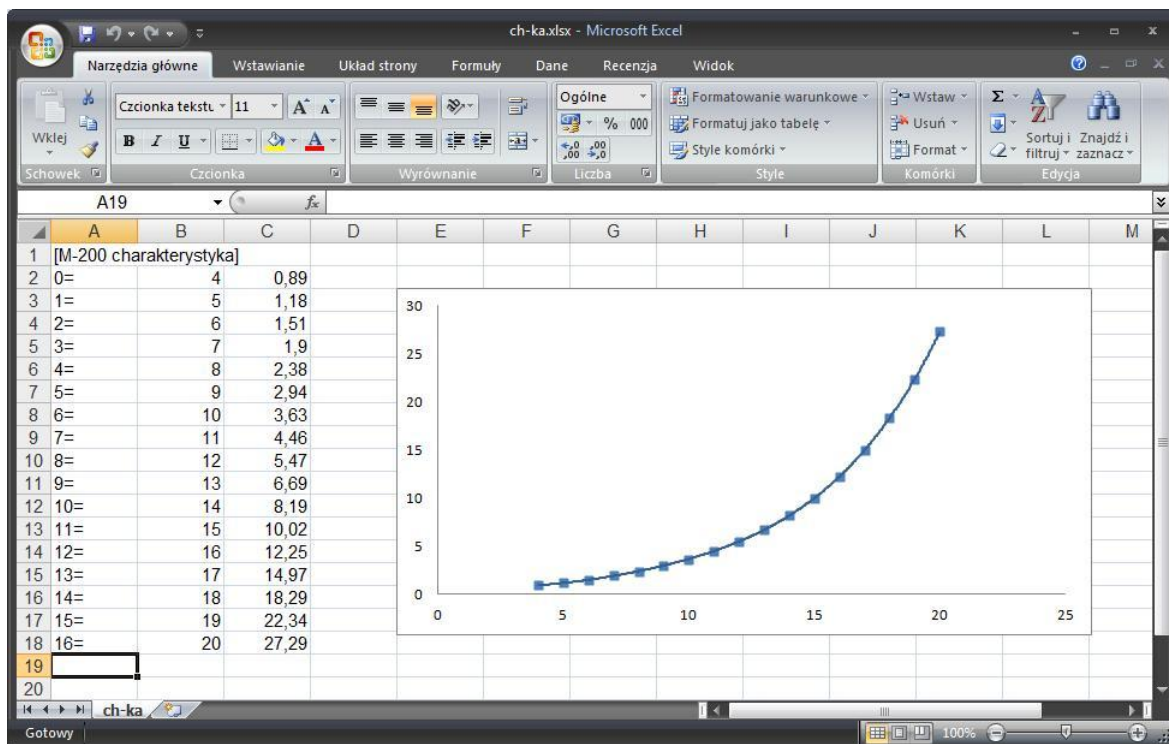 ch-ka.xlsx - Microsoft Excel
Narzędzia główne Wstawianie Układ strony Formuły Dane Recenzja Widok
Wklej
Schowek
Czcionka tekstu 11 A A
B I U A
Czcionka
Wyrównanie
Ogólne
% 000
,00 ,0
Liczba
Formatowanie warunkowe
Formatuj jako tabelę
Style komórki
Style
Wstaw
Usuń
Format
Komórki
Σ
Sortuj i filtruj
Znajdź i zaznacz
Edycja
A19 fx
A B C D E F G H I J K L M
1 [M-200 charakterystyka]
2 0= 4 0,89
3 1= 5 1,18
4 2= 6 1,51
5 3= 7 1,9
6 4= 8 2,38
7 5= 9 2,94
8 6= 10 3,63
9 7= 11 4,46
10 8= 12 5,47
11 9= 13 6,69
12 10= 14 8,19
13 11= 15 10,02
14 12= 16 12,25
15 13= 17 14,97
16 14= 18 18,29
17 15= 19 22,34
18 16= 20 27,29
19
20
30
25
20
15
10
5
0
0 5 10 15 20 25
ch-ka
Gotowy 100%